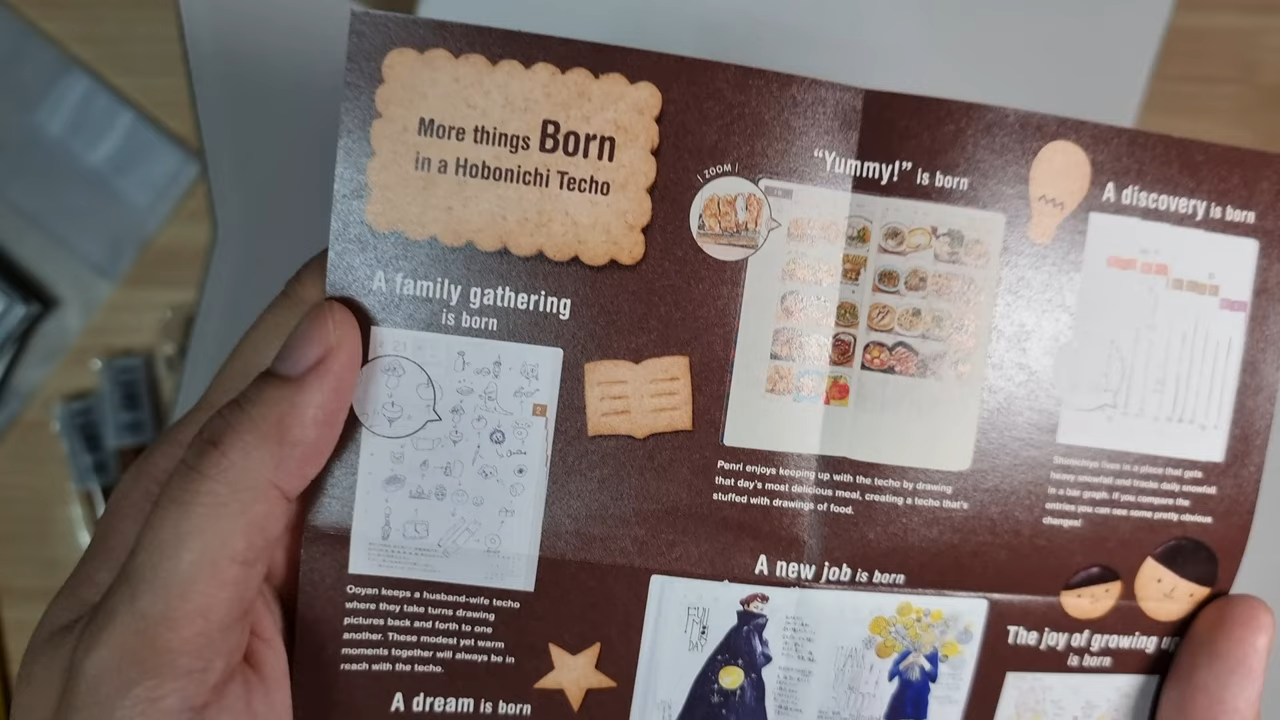 More things Born
in a Hobonichi Techo
A family gathering
is born
Ooyan keeps a husband-wife techo
where they take turns drawing
pictures back and forth to one
another. These modest yet warm
moments together will always be in
reach with the techo.
A dream is born
ZOOM
“Yummy!” is born
Penri enjoys keeping up with the techo by drawing
that day's most delicious meal, creating a techo that's
stuffed with drawings of food.
A new job is born
A discovery is born
Shunichiyo lives in a place that gets
heavy snowfall and tracks daily snowfall
in a bar graph. If you compare the
entries you can see some pretty obvious
changes!
The joy of growing up
is born